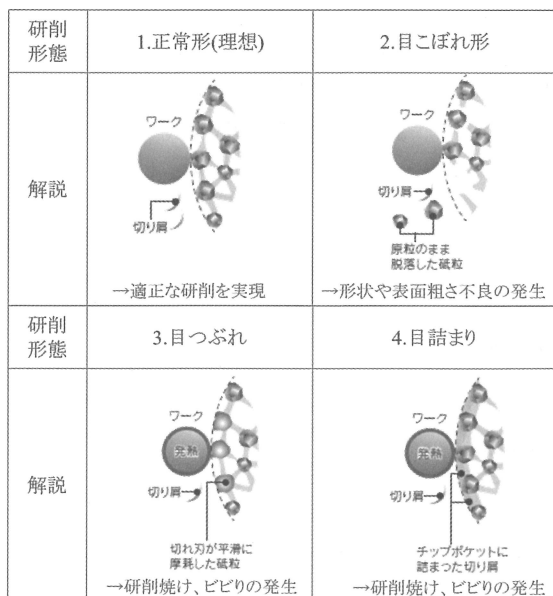 研削
形態
1.正常形(理想)
2.目こぼれ形
解説
ワーク
切り屑
→適正な研削を実現
ワーク
切り屑
原粒のまま
脱落した砥粒
→形状や表面粗さ不良の発生
研削
形態
3.目つぶれ
4.目詰まり
解説
ワーク
発熱
切り屑
切れ刃が平滑に
摩耗した砥粒
→研削焼け、ビビりの発生
ワーク
発熱
切り屑
チップポケットに
詰まった切り屑
→研削焼け、ビビりの発生